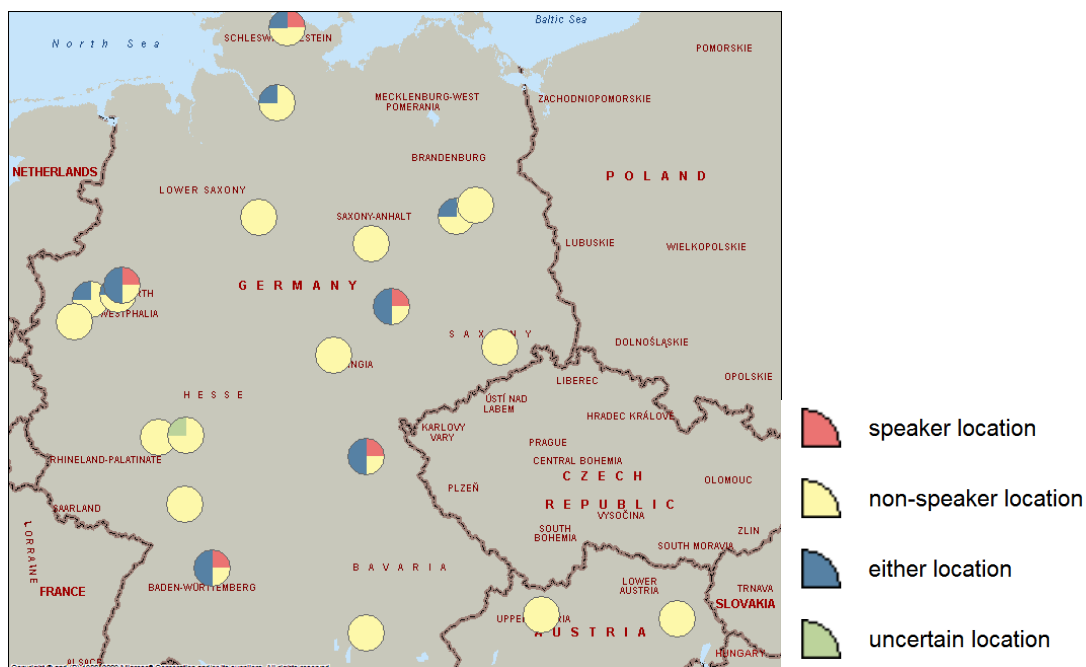 North Sea
Baltic Sea
POMORSKIE
MECKLENBURG-WEST
POMERANIA
ZACHODNIOPOMORSKIE
BRANDENBURG
NETHERLANDS
POLAND
LOWER SAXONY
SAXONY-ANHALT
LUBUSKIE
WIELKOPOLSKIE
GERMANY
WESTPHALIA
SAXONY
DOLNOŚLĄSKIE
LIBEREC
OPOLSKIE
HESSE
ÚSTÍ NAD
LABEM
HRADEC KRÁLOVÉ
KARLOVY
VARY
PRAGUE
RHINELAND-PALATINATE
CENTRAL BOHEMIA
CZECH
OLOMOUC
PLZEŇ
REPUBLIC
SAARLAND
VYSOČINA
SOUTH
BOHEMIA
ZLIN
SOUTH MORAVIA
LORRAINE
BAVARIA
FRANCE
BADEN-WÜRTTEMBERG
LOWER
AUSTRIA
TRNAVA
SLOVAKIA
AUSTRIA
HUNGARY
speaker location
non-speaker location
either location
uncertain location